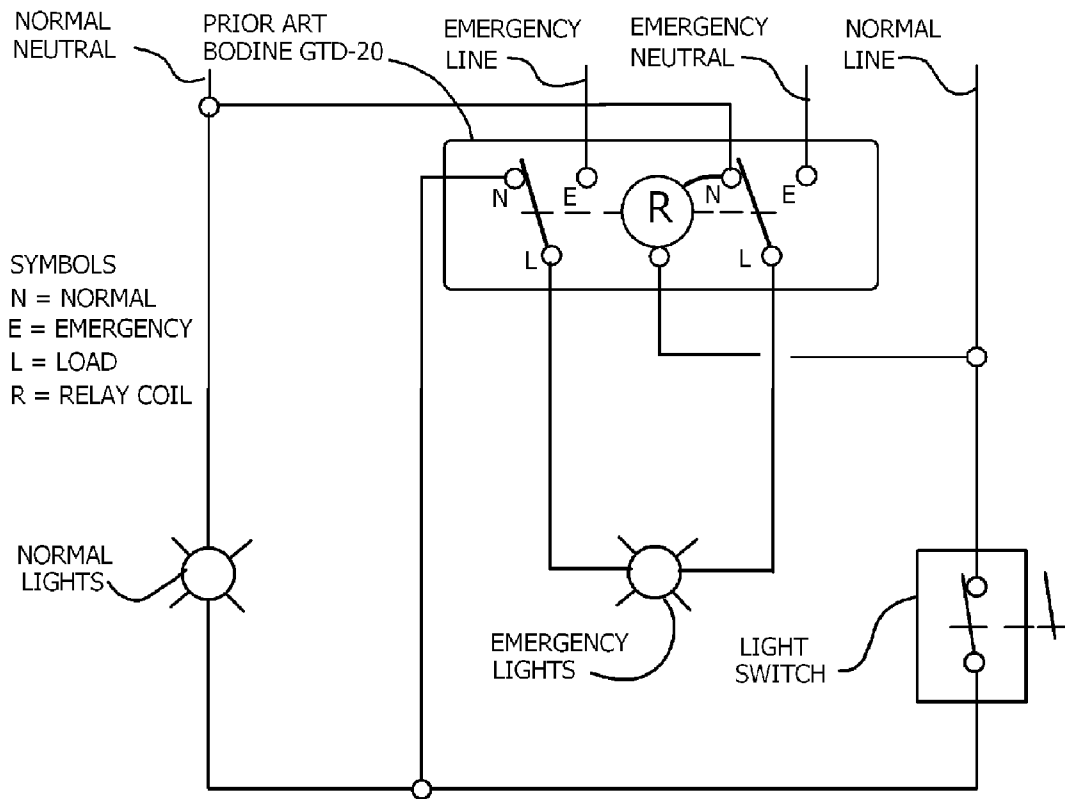 NORMAL
NEUTRAL
PRIOR ART
BODINE GTD-20
EMERGENCY
LINE
EMERGENCY
NEUTRAL
NORMAL
LINE
N
E
R
N
E
L
L
SYMBOLS
N = NORMAL
E = EMERGENCY
L = LOAD
R = RELAY COIL
NORMAL
LIGHTS
EMERGENCY
LIGHTS
LIGHT
SWITCH